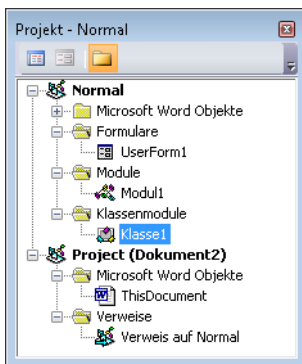 Projekt - Normal
Normal
Microsoft Word Objekte
Formulare
UserForm1
Module
Modul1
Klassenmodule
Klasse1
Project (Dokument2)
Microsoft Word Objekte
ThisDocument
Verweise
Verweis auf Normal